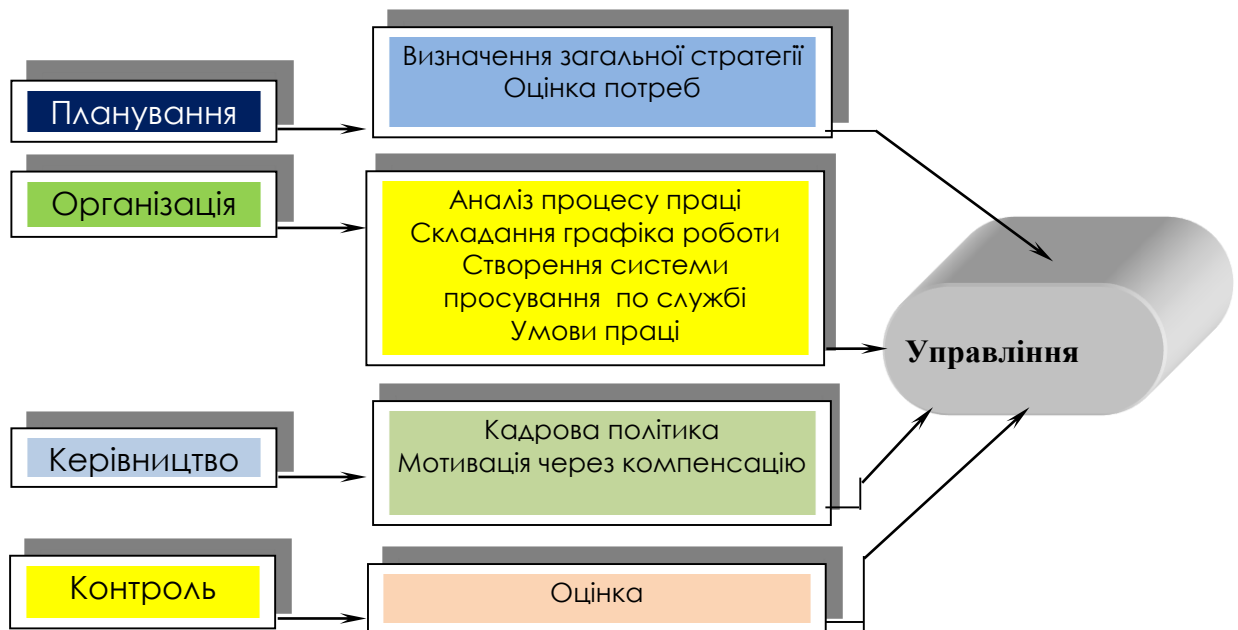 Планування
Визначення загальної стратегії
Оцінка потреб
Організація
Аналіз процесу праці
Складання графіка роботи
Створення системи
просування по службі
Умови праці
Управління
Керівництво
Кадрова політика
Мотивація через компенсацію
Контроль
Оцінка